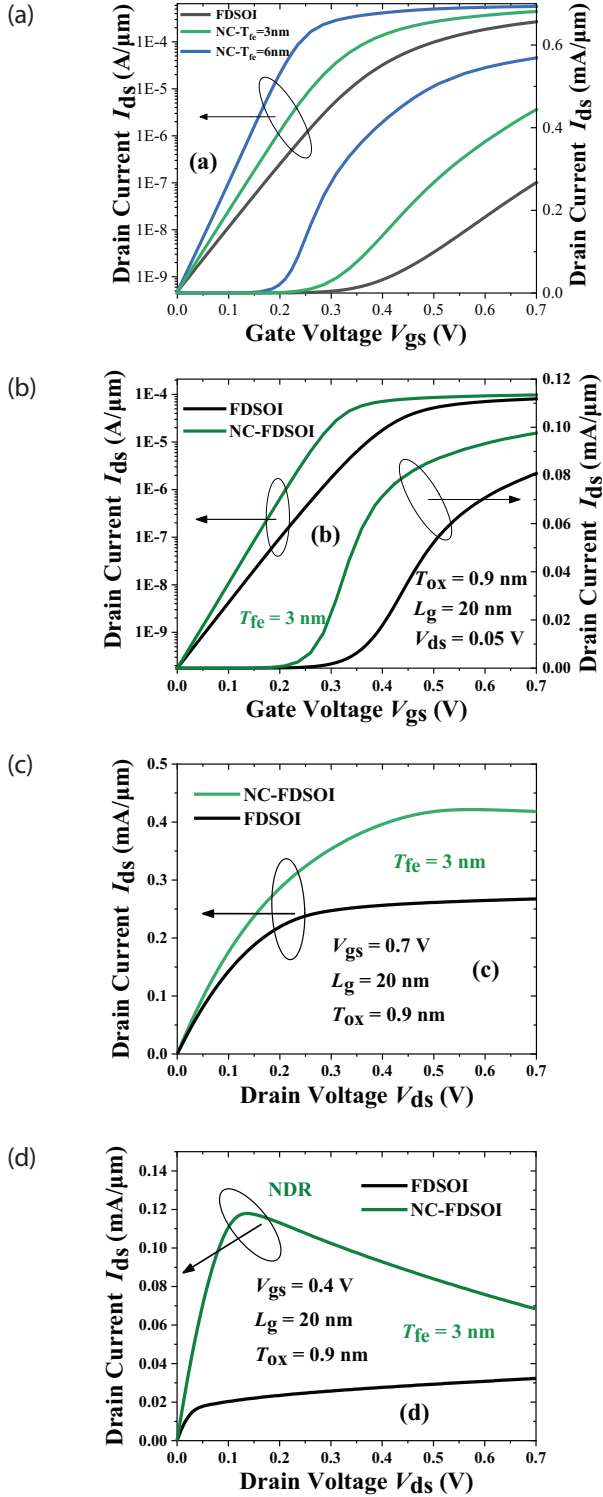 (a)
FDSOI
NC-Tfe=3nm
NC-Tfe=6nm
(a)
1E-4
1E-5
1E-6
1E-7
1E-8
1E-9
0.6
0.4
0.2
0.0
0.0 0.1 0.2 0.3 0.4 0.5 0.6 0.7
Drain Current Ids (A/μm)
Drain Current Ids (mA/μm)
Gate Voltage Vgs (V)
(b)
FDSOI
NC-FDSOI
(b)
Tfe = 3 nm
Tox = 0.9 nm
Lg = 20 nm
Vds = 0.05 V
1E-4
1E-5
1E-6
1E-7
1E-8
1E-9
0.12
0.10
0.08
0.06
0.04
0.02
0.00
0.0 0.1 0.2 0.3 0.4 0.5 0.6 0.7
Drain Current Ids (A/μm)
Drain Current Ids (mA/μm)
Gate Voltage Vgs (V)
(c)
NC-FDSOI
FDSOI
Tfe = 3 nm
Vgs = 0.7 V
Lg = 20 nm
Tox = 0.9 nm
(c)
0.5
0.4
0.3
0.2
0.1
0.0
0.0 0.1 0.2 0.3 0.4 0.5 0.6 0.7
Drain Current Ids (mA/μm)
Drain Voltage Vds (V)
(d)
NDR
FDSOI
NC-FDSOI
Vgs = 0.4 V
Lg = 20 nm
Tox = 0.9 nm
Tfe = 3 nm
(d)
0.14
0.12
0.10
0.08
0.06
0.04
0.02
0.00
0.0 0.1 0.2 0.3 0.4 0.5 0.6 0.7
Drain Current Ids (mA/μm)
Drain Voltage Vds (V)